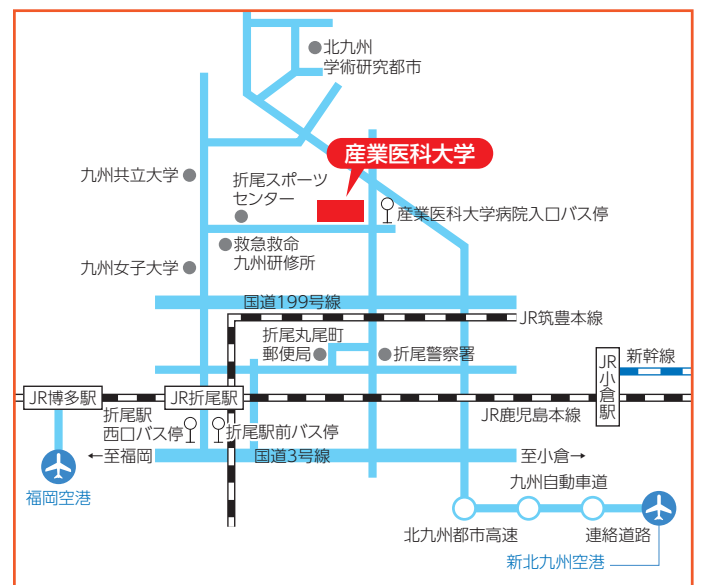 北九州
学術研究都市
産業医科大学
九州共立大学
折尾スポーツ
センター
産業医科大学病院入口バス停
救急救命
九州研修所
九州女子大学
国道199号線
JR筑豊本線
折尾丸尾町
郵便局
折尾警察署
新幹線
JR小倉駅
JR博多駅
JR折尾駅
JR鹿児島本線
折尾駅
西口バス停
折尾駅前バス停
←至福岡
国道3号線
至小倉→
九州自動車道
福岡空港
北九州都市高速
連絡道路
新北九州空港